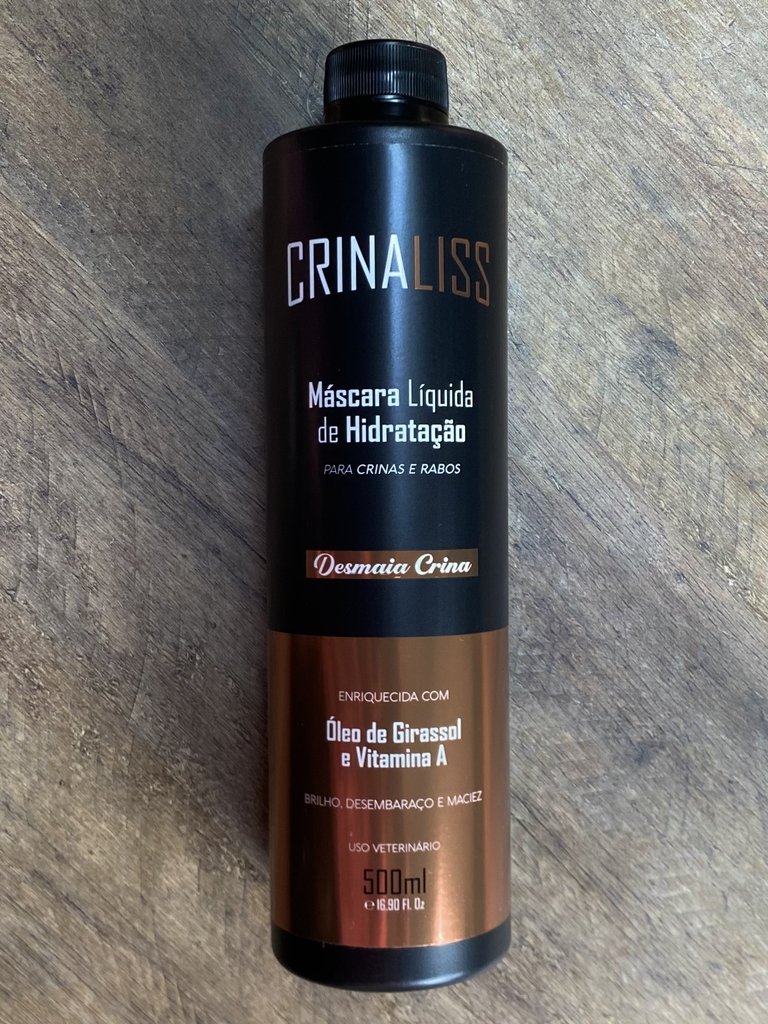 CRINALISS
Máscara Líquida
de Hidratação
PARA CRINAS E RABOS
Desmaia Crina
ENRIQUECIDA COM
Óleo de Girassol
e Vitamina A
BRILHO, DESEMBARAÇO E MACIEZ
USO VETERINÁRIO
500ml
℮ 16.90 Fl. Oz